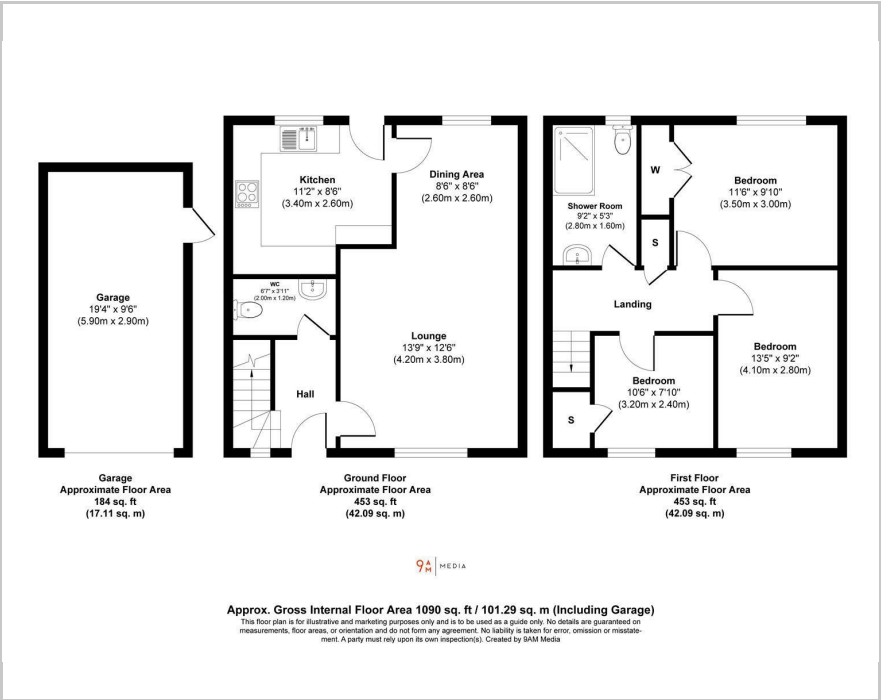 Garage
19'4" x 9'6"
(5.90m x 2.90m)
Kitchen
11'2" x 8'6"
(3.40m x 2.60m)
Dining Area
8'6" x 8'6"
(2.60m x 2.60m)
WC
6'7" x 3'11"
(2.00m x 1.20m)
Lounge
13'9" x 12'6"
(4.20m x 3.80m)
Hall
Shower Room
9'2" x 5'3"
(2.80m x 1.60m)
W
S
Bedroom
11'6" x 9'10"
(3.50m x 3.00m)
Landing
Bedroom
13'5" x 9'2"
(4.10m x 2.80m)
Bedroom
10'6" x 7'10"
(3.20m x 2.40m)
S
Garage
Approximate Floor Area
184 sq. ft
(17.11 sq. m)
Ground Floor
Approximate Floor Area
453 sq. ft
(42.09 sq. m)
First Floor
Approximate Floor Area
453 sq. ft
(42.09 sq. m)
9AM MEDIA
Approx. Gross Internal Floor Area 1090 sq. ft / 101.29 sq. m (Including Garage)
This floor plan is for illustrative and marketing purposes only and is to be used as a guide only. No details are guaranteed on
measurements, floor areas, or orientation and do not form any agreement. No liability is taken for error, omission or misstate-
ment. A party must rely upon its own inspection(s). Created by 9AM Media